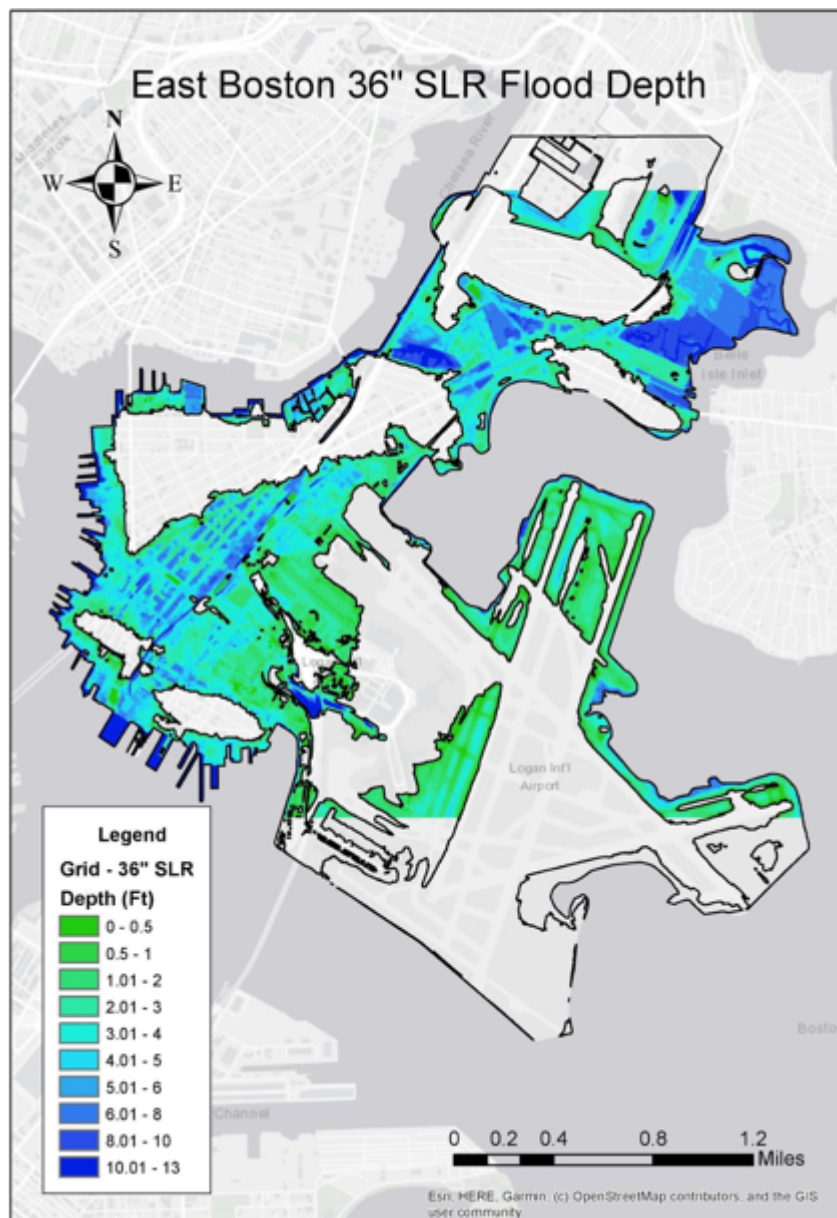 East Boston 36" SLR Flood Depth
N
W E
S
Middlesex
Suffolk
Chelsea River
Belle
Isle Inlet
Logan Int'l
Airport
Legend
Grid - 36" SLR
Depth (Ft)
0 - 0.5
0.5 - 1
1.01 - 2
2.01 - 3
3.01 - 4
4.01 - 5
5.01 - 6
6.01 - 8
8.01 - 10
10.01 - 13
Channel
Boston
0 0.2 0.4 0.8 1.2
Miles
Esri, HERE, Garmin, (c) OpenStreetMap contributors, and the GIS
user community